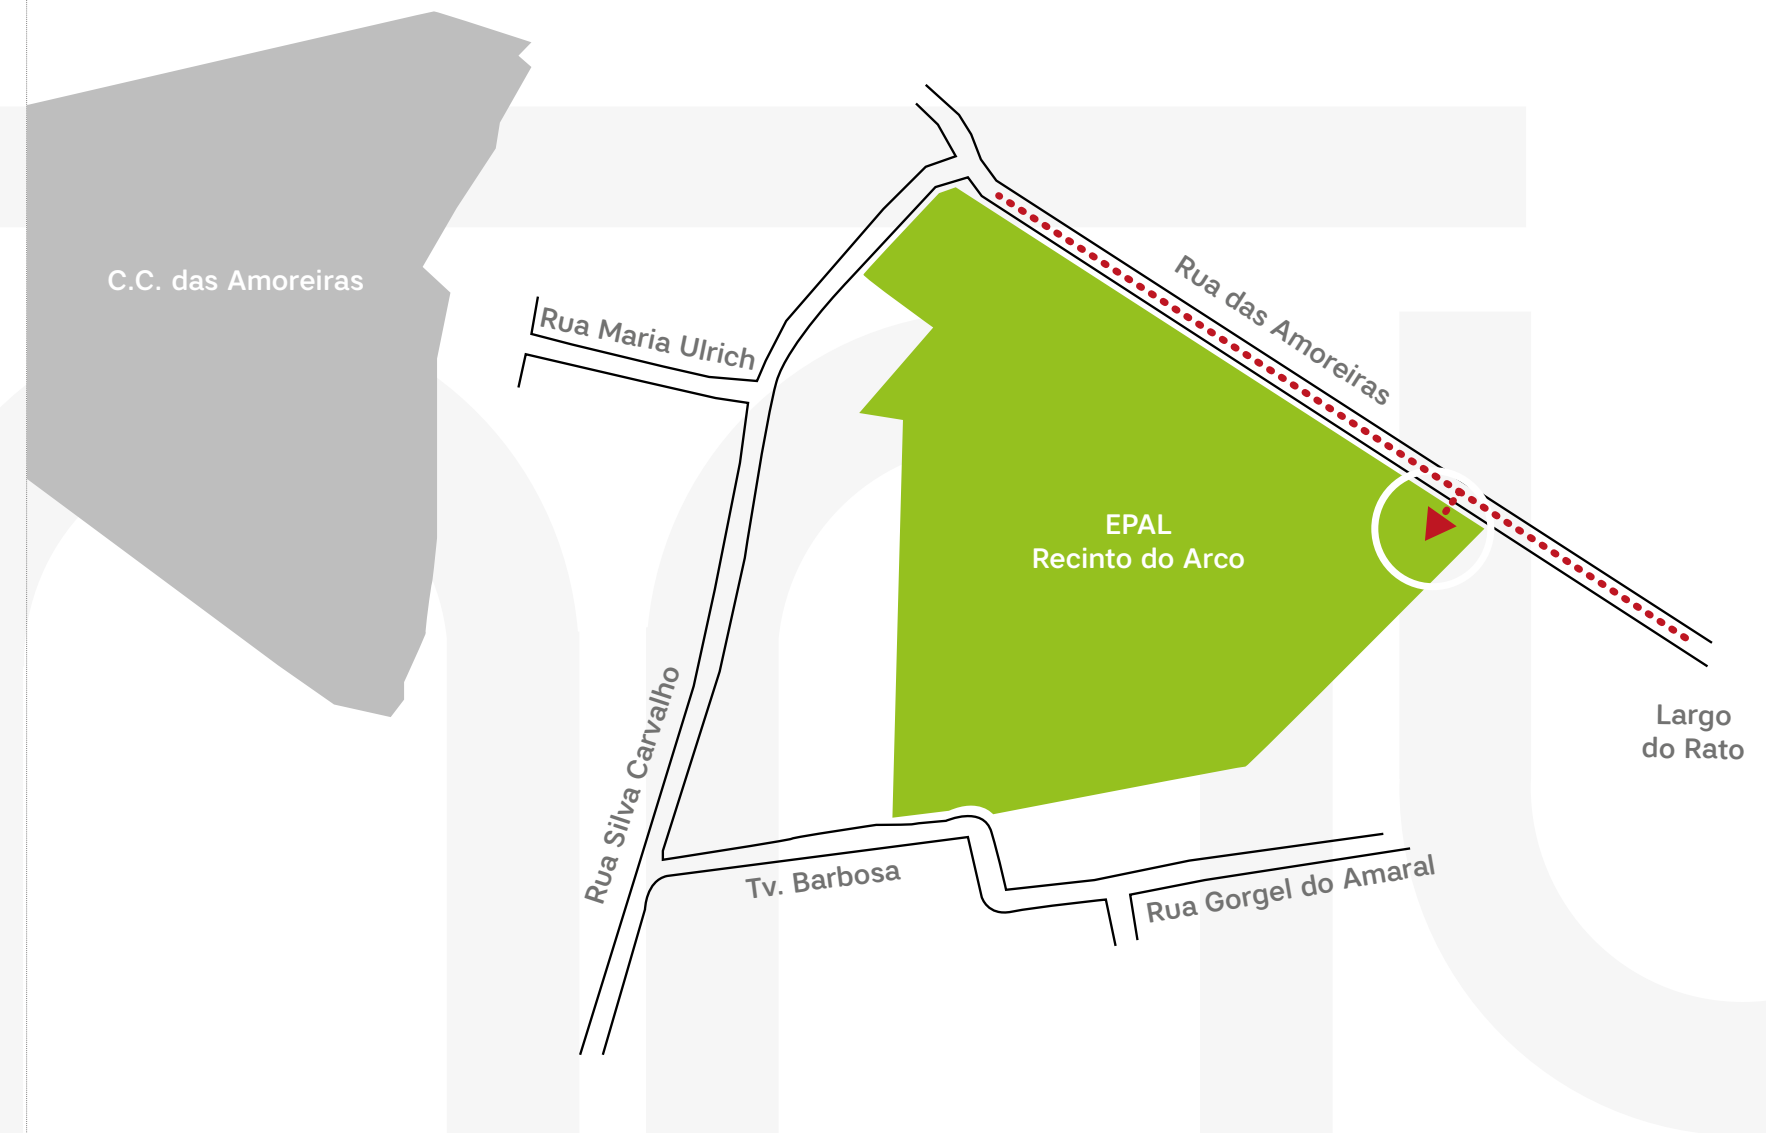 Rua das Amoreiras
C.C. das Amoreiras
Rua Maria Ulrich
EPAL
Recinto do Arco
Rua Silva Carvalho
Largo
do Rato
Tv. Barbosa
Rua Gorgel do Amaral